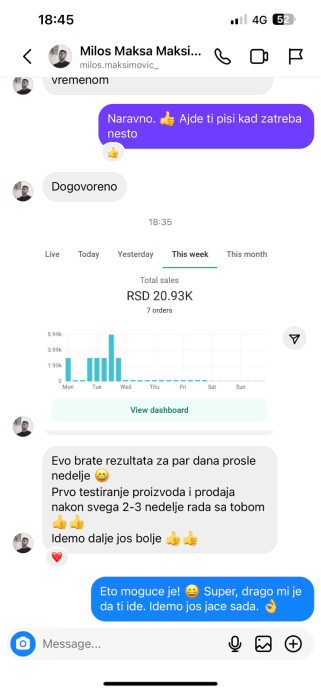 18:45
4G 52
Milos Maksa Maksi...
milos.maksimovic_
vremenom
Naravno. 👍 Ajde ti pisi kad zatreba
nesto
👍
Dogovoreno
18:35
Live Today Yesterday This week This month
Total sales
RSD 20.93K
7 orders
5.99k
3.99k
1.99k
0
Mon Tue Wed Thu Fri Sat Sun
View dashboard
Evo brate rezultata za par dana prosle
nedelje 😄
Prvo testiranje proizvoda i prodaja
nakon svega 2-3 nedelje rada sa tobom
👍👍
Idemo dalje jos bolje 👍👍
❤️
Eto moguce je! 😄 Super, drago mi je
da ti ide. Idemo jos jace sada. 👌
Message...